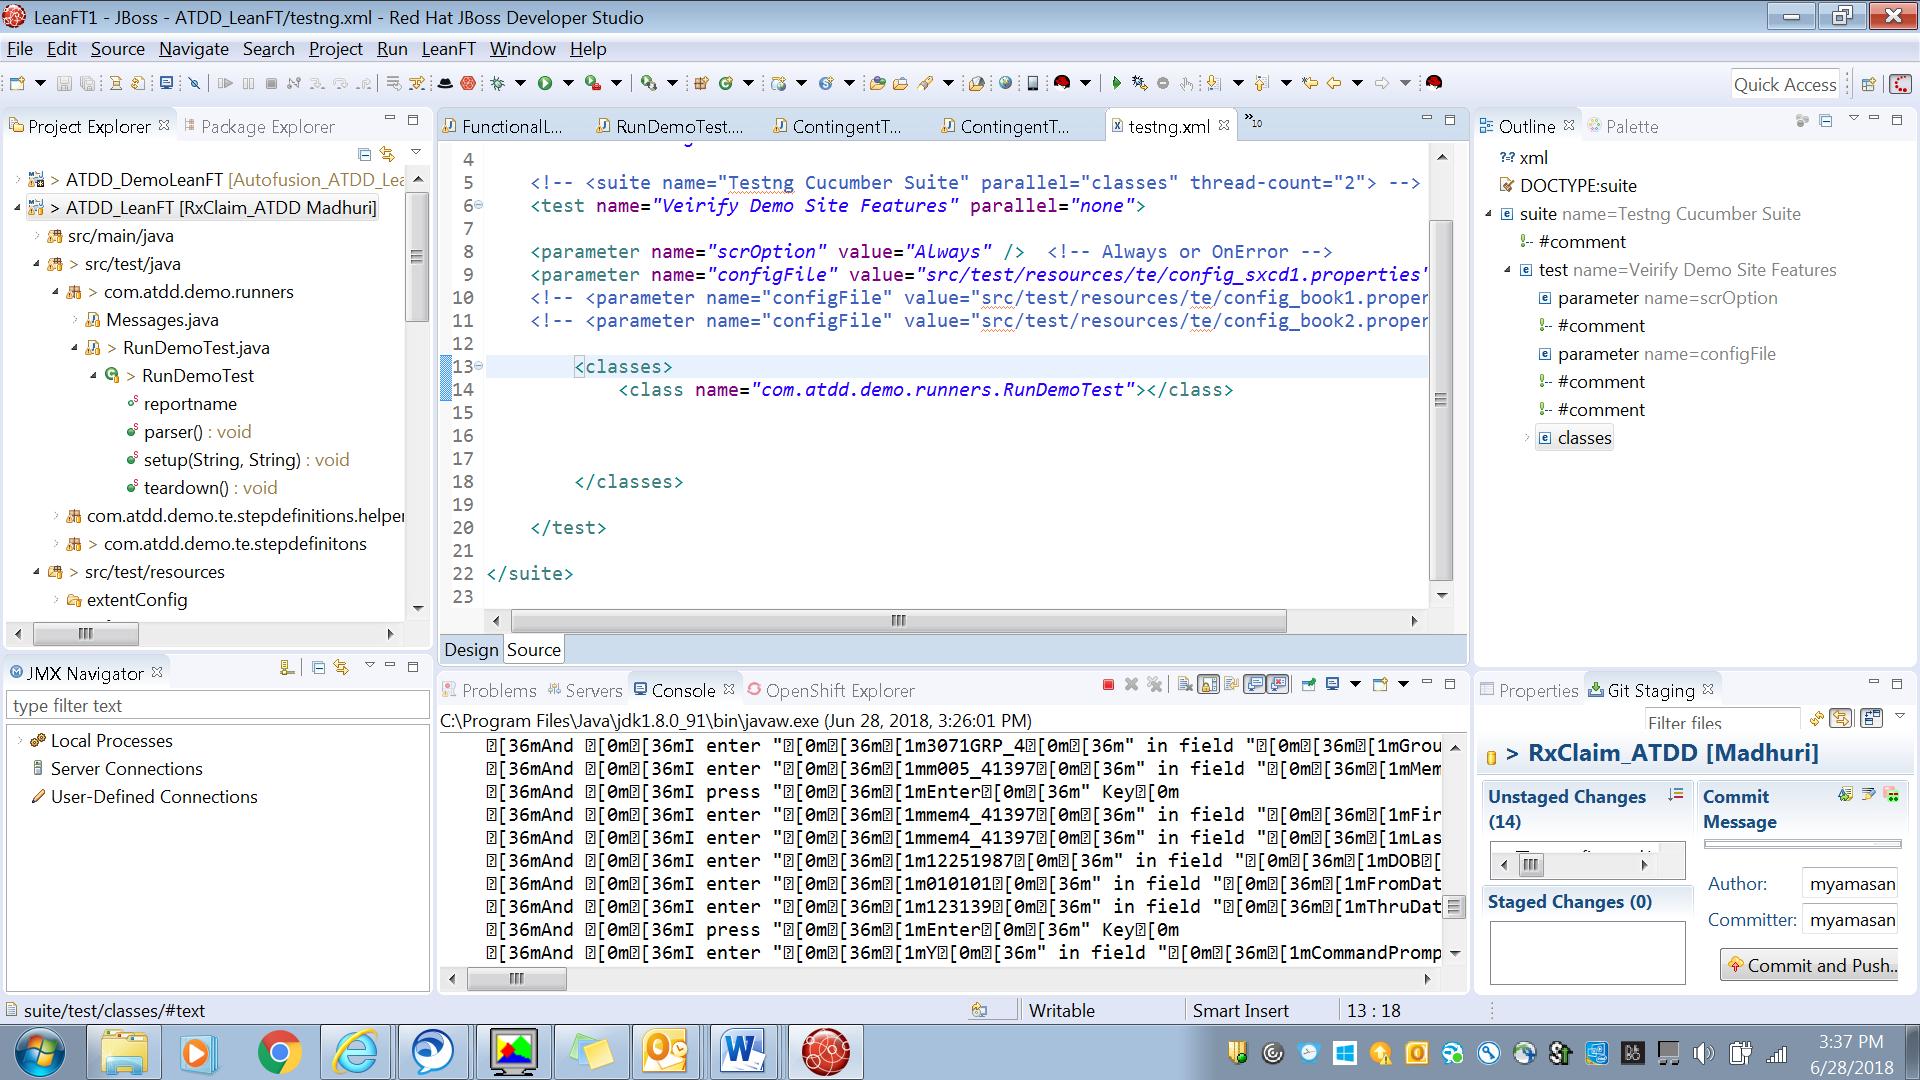 LeanFT1 - JBoss - ATDD_LeanFT/testng.xml - Red Hat JBoss Developer Studio
File Edit Source Navigate Search Project Run LeanFT Window Help
Quick Access
Project Explorer
Package Explorer
> ATDD_DemoLeanFT [Autofusion_ATDD_Lea
> ATDD_LeanFT [RxClaim_ATDD Madhuri]
src/main/java
> src/test/java
> com.atdd.demo.runners
Messages.java
> RunDemoTest.java
> RunDemoTest
reportname
parser() : void
setup(String, String) : void
teardown() : void
com.atdd.demo.te.stepdefinitions.helper
> com.atdd.demo.te.stepdefinitons
> src/test/resources
extentConfig
JMX Navigator
type filter text
Local Processes
Server Connections
User-Defined Connections
FunctionalL... RunDemoTest.... ContingentT... ContingentT... testng.xml »10
4
5 <!-- <suite name="Testng Cucumber Suite" parallel="classes" thread-count="2"> -->
6 <test name="Veirify Demo Site Features" parallel="none">
7
8 <parameter name="scrOption" value="Always" /> <!-- Always or OnError -->
9 <parameter name="configFile" value="src/test/resources/te/config_sxcd1.properties"
10 <!-- <parameter name="configFile" value="src/test/resources/te/config_book1.proper
11 <!-- <parameter name="configFile" value="src/test/resources/te/config_book2.proper
12
13 <classes>
14 <class name="com.atdd.demo.runners.RunDemoTest"></class>
15
16
17
18 </classes>
19
20 </test>
21
22 </suite>
23
Design Source
Problems Servers Console OpenShift Explorer
C:\Program Files\Java\jdk1.8.0_91\bin\javaw.exe (Jun 28, 2018, 3:26:01 PM)
[36mAnd [0m[36mI enter "[0m[36m[1m3071GRP_4[0m[36m" in field "[0m[36m[1mGrou
[36mAnd [0m[36mI enter "[0m[36m[1mm005_41397[0m[36m" in field "[0m[36m[1mMem
[36mAnd [0m[36mI press "[0m[36m[1mEnter[0m[36m" Key[0m
[36mAnd [0m[36mI enter "[0m[36m[1mmem4_41397[0m[36m" in field "[0m[36m[1mFir
[36mAnd [0m[36mI enter "[0m[36m[1mmem4_41397[0m[36m" in field "[0m[36m[1mLas
[36mAnd [0m[36mI enter "[0m[36m[1m12251987[0m[36m" in field "[0m[36m[1mDOB[
[36mAnd [0m[36mI enter "[0m[36m[1m010101[0m[36m" in field "[0m[36m[1mFromDat
[36mAnd [0m[36mI enter "[0m[36m[1m123139[0m[36m" in field "[0m[36m[1mThruDat
[36mAnd [0m[36mI press "[0m[36m[1mEnter[0m[36m" Key[0m
[36mAnd [0m[36mI enter "[0m[36m[1mY[0m[36m" in field "[0m[36m[1mCommandPromp
Outline
Palette
xml
DOCTYPE:suite
suite name=Testng Cucumber Suite
#comment
test name=Veirify Demo Site Features
parameter name=scrOption
#comment
parameter name=configFile
#comment
#comment
classes
Properties Git Staging
Filter files
> RxClaim_ATDD [Madhuri]
Unstaged Changes (14)
Commit Message
Staged Changes (0)
Author: myamasan
Committer: myamasan
Commit and Push..
suite/test/classes/#text
Writable
Smart Insert
13 : 18
3:37 PM
6/28/2018